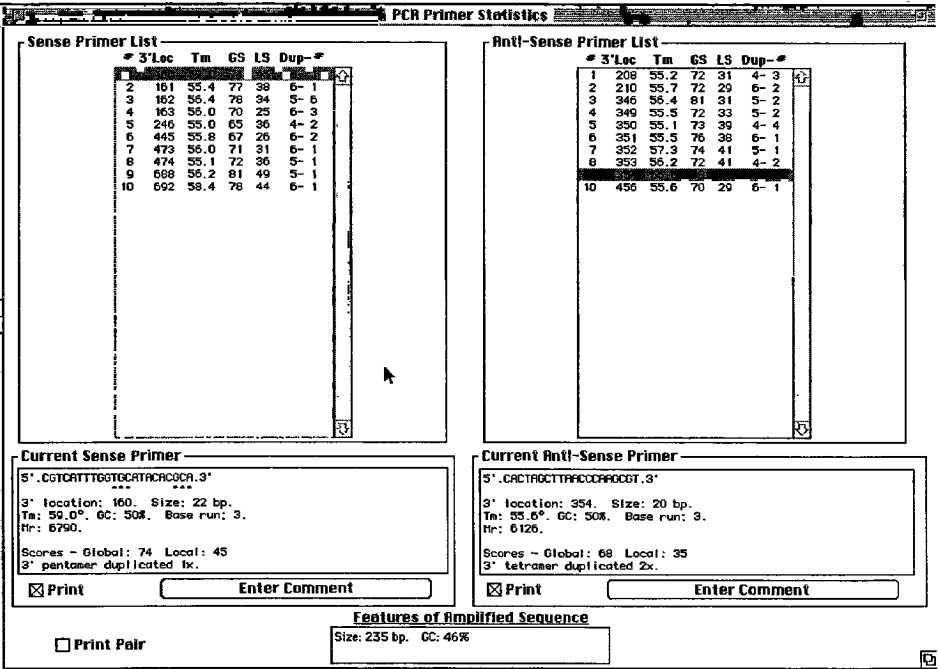 PCR Primer Statistics
Sense Primer List
# 3'Loc Tm GS LS Dup-#
2 161 55.4 77 38 6- 1
3 162 56.4 78 34 5- 6
4 163 56.0 70 25 6- 3
5 246 55.0 65 36 4- 2
6 445 55.8 67 26 6- 2
7 473 56.0 71 31 6- 1
8 474 55.1 72 36 5- 1
9 688 56.2 81 49 5- 1
10 692 58.4 78 44 6- 1
Anti-Sense Primer List
# 3'Loc Tm GS LS Dup-#
1 208 55.2 72 31 4- 3
2 210 55.7 72 29 6- 2
3 346 56.4 81 31 5- 2
4 349 55.5 72 33 5- 2
5 350 55.1 73 39 4- 4
6 351 55.5 76 38 6- 1
7 352 57.3 74 41 5- 1
8 353 56.2 72 41 4- 2
10 456 55.6 70 29 6- 1
Current Sense Primer
5'.CGTCATTTGGTGCATACACGCA.3'
3' location: 160. Size: 22 bp.
Tm: 59.0°. GC: 50%. Base run: 3.
Mr: 6790.
Scores - Global: 74 Local: 45
3' pentamer duplicated 1x.
Print
Enter Comment
Current Anti-Sense Primer
5'.CACTAGCTTAACCCAAGCGT.3'
3' location: 354. Size: 20 bp.
Tm: 55.6°. GC: 50%. Base run: 3.
Mr: 6126.
Scores - Global: 68 Local: 35
3' tetramer duplicated 2x.
Print
Enter Comment
Features of Amplified Sequence
Print Pair
Size: 235 bp. GC: 46%